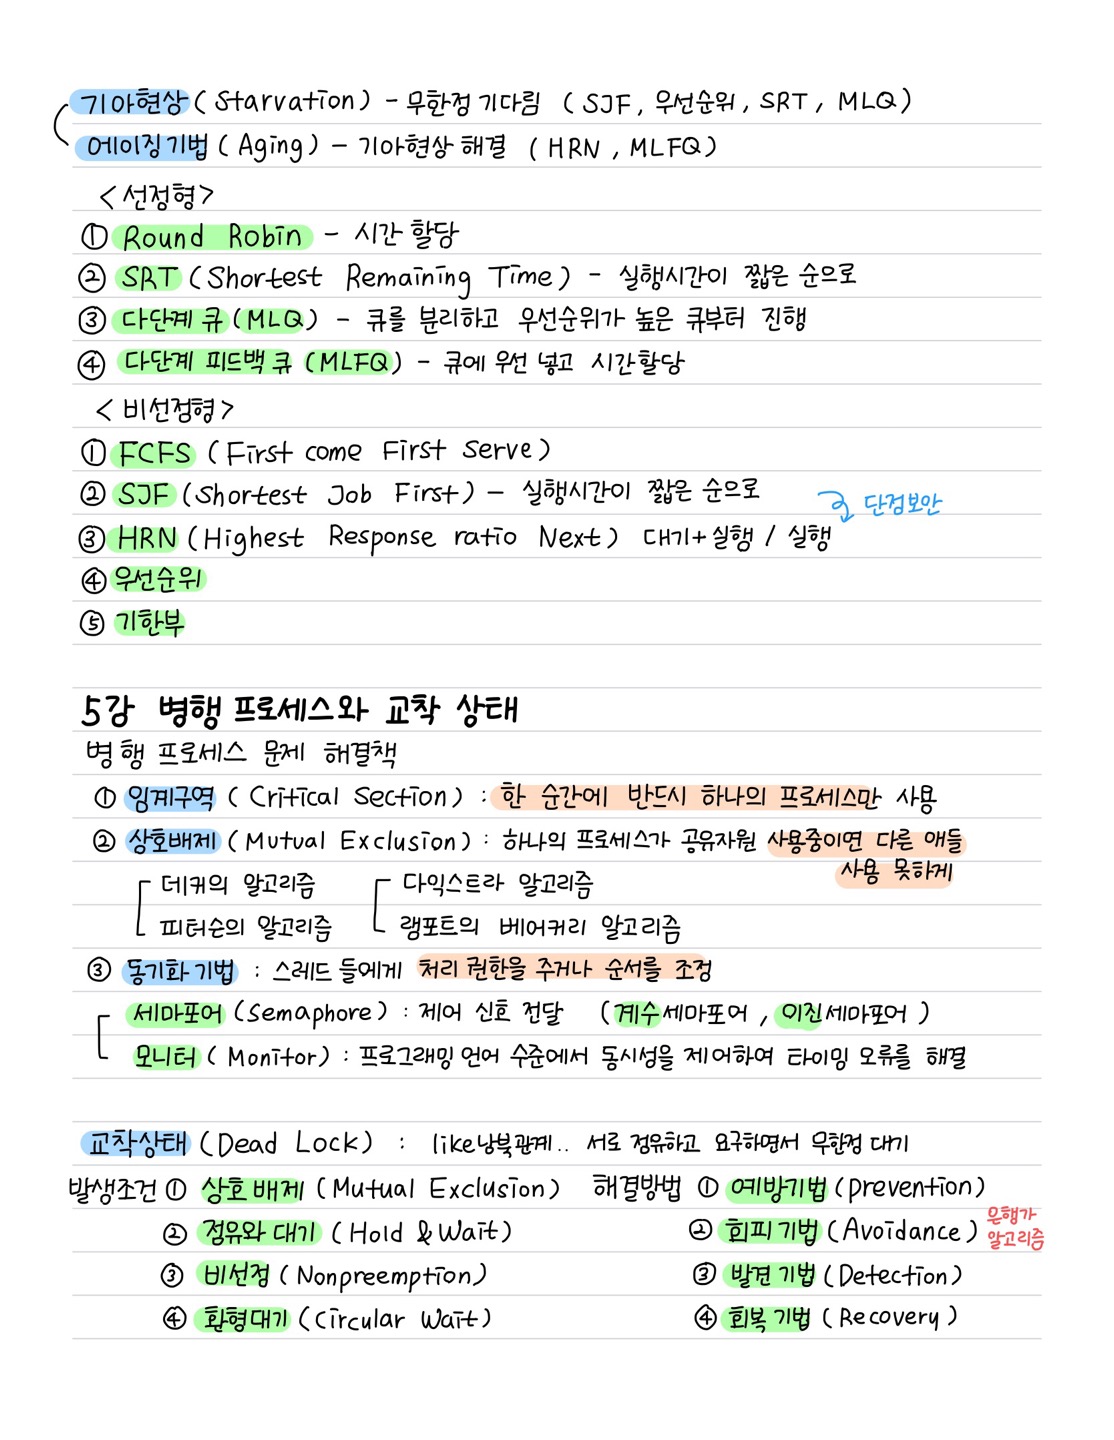 기아현상 (Starvation) - 무한정 기다림 (SJF, 우선순위, SRT, MLQ)
에이징기법 (Aging) - 기아현상 해결 (HRN, MLFQ)
<선정형>
① Round Robin - 시간 할당
② SRT (Shortest Remaining Time) - 실행시간이 짧은 순으로
③ 다단계 큐 (MLQ) - 큐를 분리하고 우선순위가 높은 큐부터 진행
④ 다단계 피드백 큐 (MLFQ) - 큐에 우선 넣고 시간할당
<비선점형>
① FCFS (First come First Serve)
② SJF (Shortest Job First) - 실행시간이 짧은 순으로
단점보안
③ HRN (Highest Response ratio Next) 대기+실행 / 실행
④ 우선순위
⑤ 기한부
5강 병행 프로세스와 교착 상태
병행 프로세스 문제 해결책
① 임계구역 (Critical Section) : 한 순간에 반드시 하나의 프로세스만 사용
② 상호배제 (Mutual Exclusion) : 하나의 프로세스가 공유자원 사용중이면 다른 애들
사용 못하게
데커의 알고리즘 다익스트라 알고리즘
피터슨의 알고리즘 램포트의 베어커리 알고리즘
③ 동기화 기법 : 스레드 들에게 처리 권한을 주거나 순서를 조정
세마포어 (Semaphore) : 제어 신호 전달 (계수세마포어, 이진세마포어)
모니터 (Monitor) : 프로그래밍 언어 수준에서 동시성을 제어하여 타이밍 오류를 해결
교착상태 (Dead Lock) : like남북관계.. 서로 점유하고 요구하면서 무한정 대기
발생조건 ① 상호 배제 (Mutual Exclusion) 해결방법 ① 예방기법 (prevention)
② 점유와 대기 (Hold & Wait) ② 회피 기법 (Avoidance) 은행가
알고리즘
③ 비선점 (Nonpreemption) ③ 발견 기법 (Detection)
④ 환형대기 (Circular Wait) ④ 회복 기법 (Recovery)